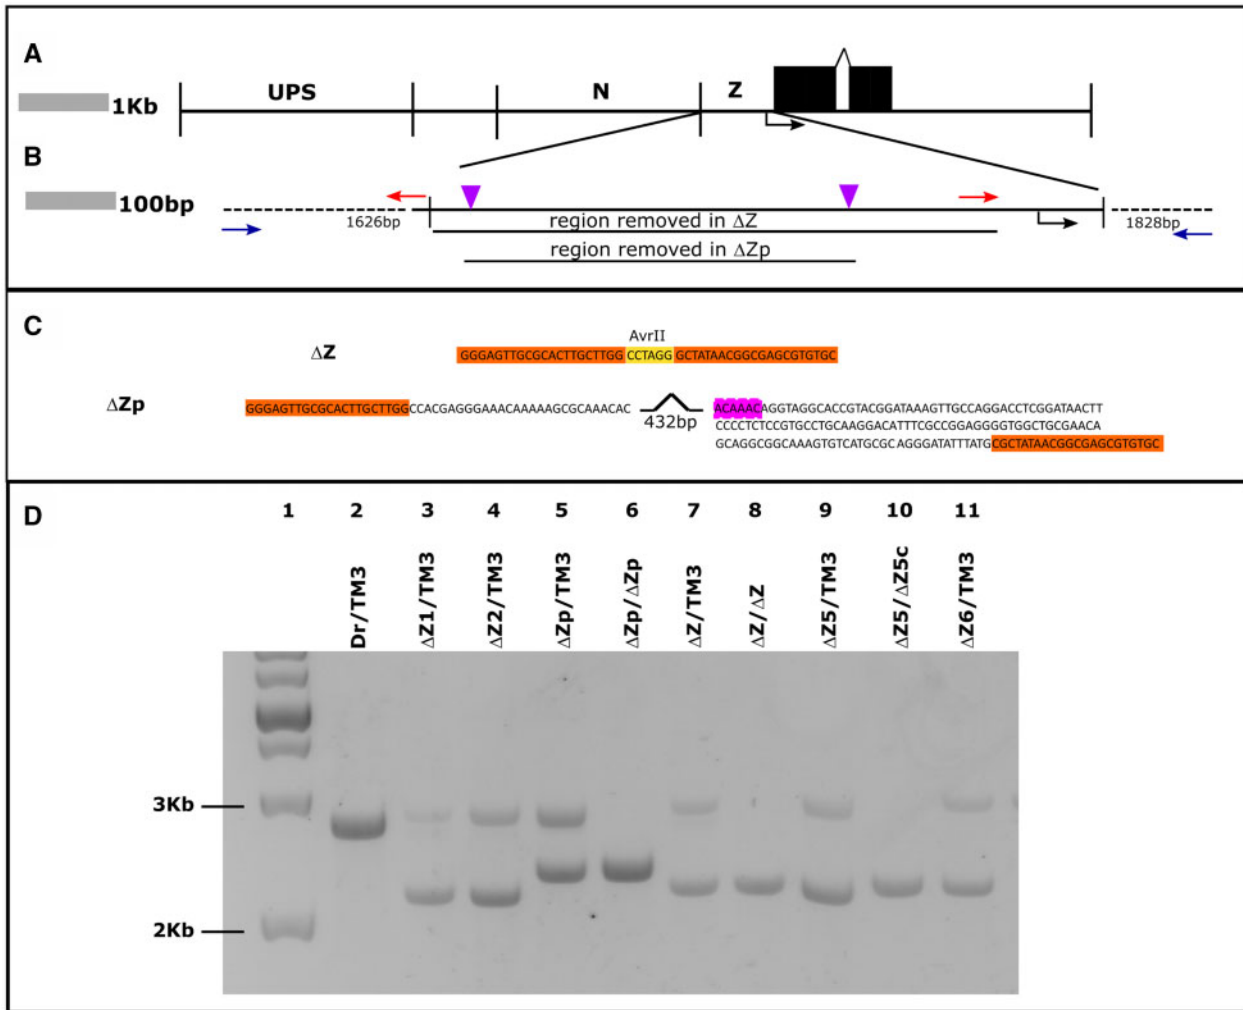 A
UPS
N
Z
1Kb
B
100bp
1626bp
1828bp
region removed in ΔZ
region removed in ΔZp
C
AvrII
ΔZ
GGGAGTTGCGCACTTGCTTGG CCTAGG GCTATAACGGCGAGCGTGTGC
ΔZp
GGGAGTTGCGCACTTGCTTGGCCACGAGGGAAACAAAAAGCGCAAACAC
432bp
ACAAACAGGTAGGCACCGTACGGATAAAGTTGCCAGGACCTCGGATAACTT
CCCCTCTCCGTGCCTGCAAGGACATTTCGCCGGAGGGGTGGCTGCGAACA
GCAGGCGGCAAAGTGTCATGCGCAGGGATATTTATGCGCTATAACGGCGAGCGTGTGC
D
1 2 3 4 5 6 7 8 9 10 11
Dr/TM3
ΔZ1/TM3
ΔZ2/TM3
ΔZp/TM3
ΔZp/ΔZp
ΔZ/TM3
ΔZ/ΔZ
ΔZ5/TM3
ΔZ5/ΔZ5c
ΔZ6/TM3
3Kb
2Kb